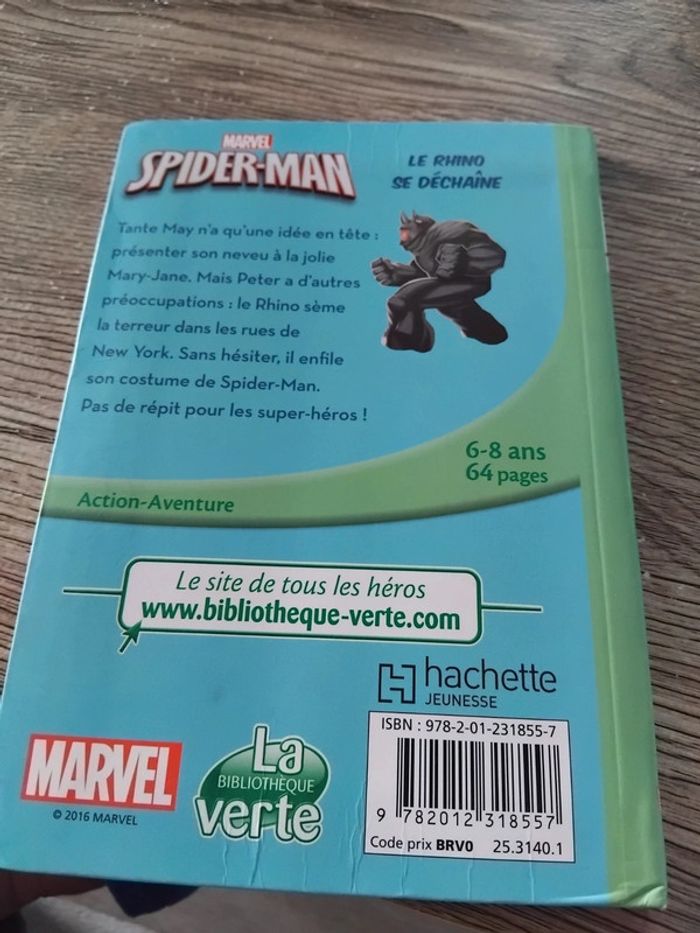 MARVEL
SPIDER-MAN
LE RHINO
SE DÉCHAÎNE
Tante May n'a qu'une idée en tête :
présenter son neveu à la jolie
Mary-Jane. Mais Peter a d'autres
préoccupations : le Rhino sème
la terreur dans les rues de
New York. Sans hésiter, il enfile
son costume de Spider-Man.
Pas de répit pour les super-héros !
6-8 ans
64 pages
Action-Aventure
Le site de tous les héros
www.bibliotheque-verte.com
hachette
JEUNESSE
ISBN : 978-2-01-231855-7
9 782012 318557
Code prix BRV0 25.3140.1
MARVEL
© 2016 MARVEL
La
BIBLIOTHÈQUE
verte